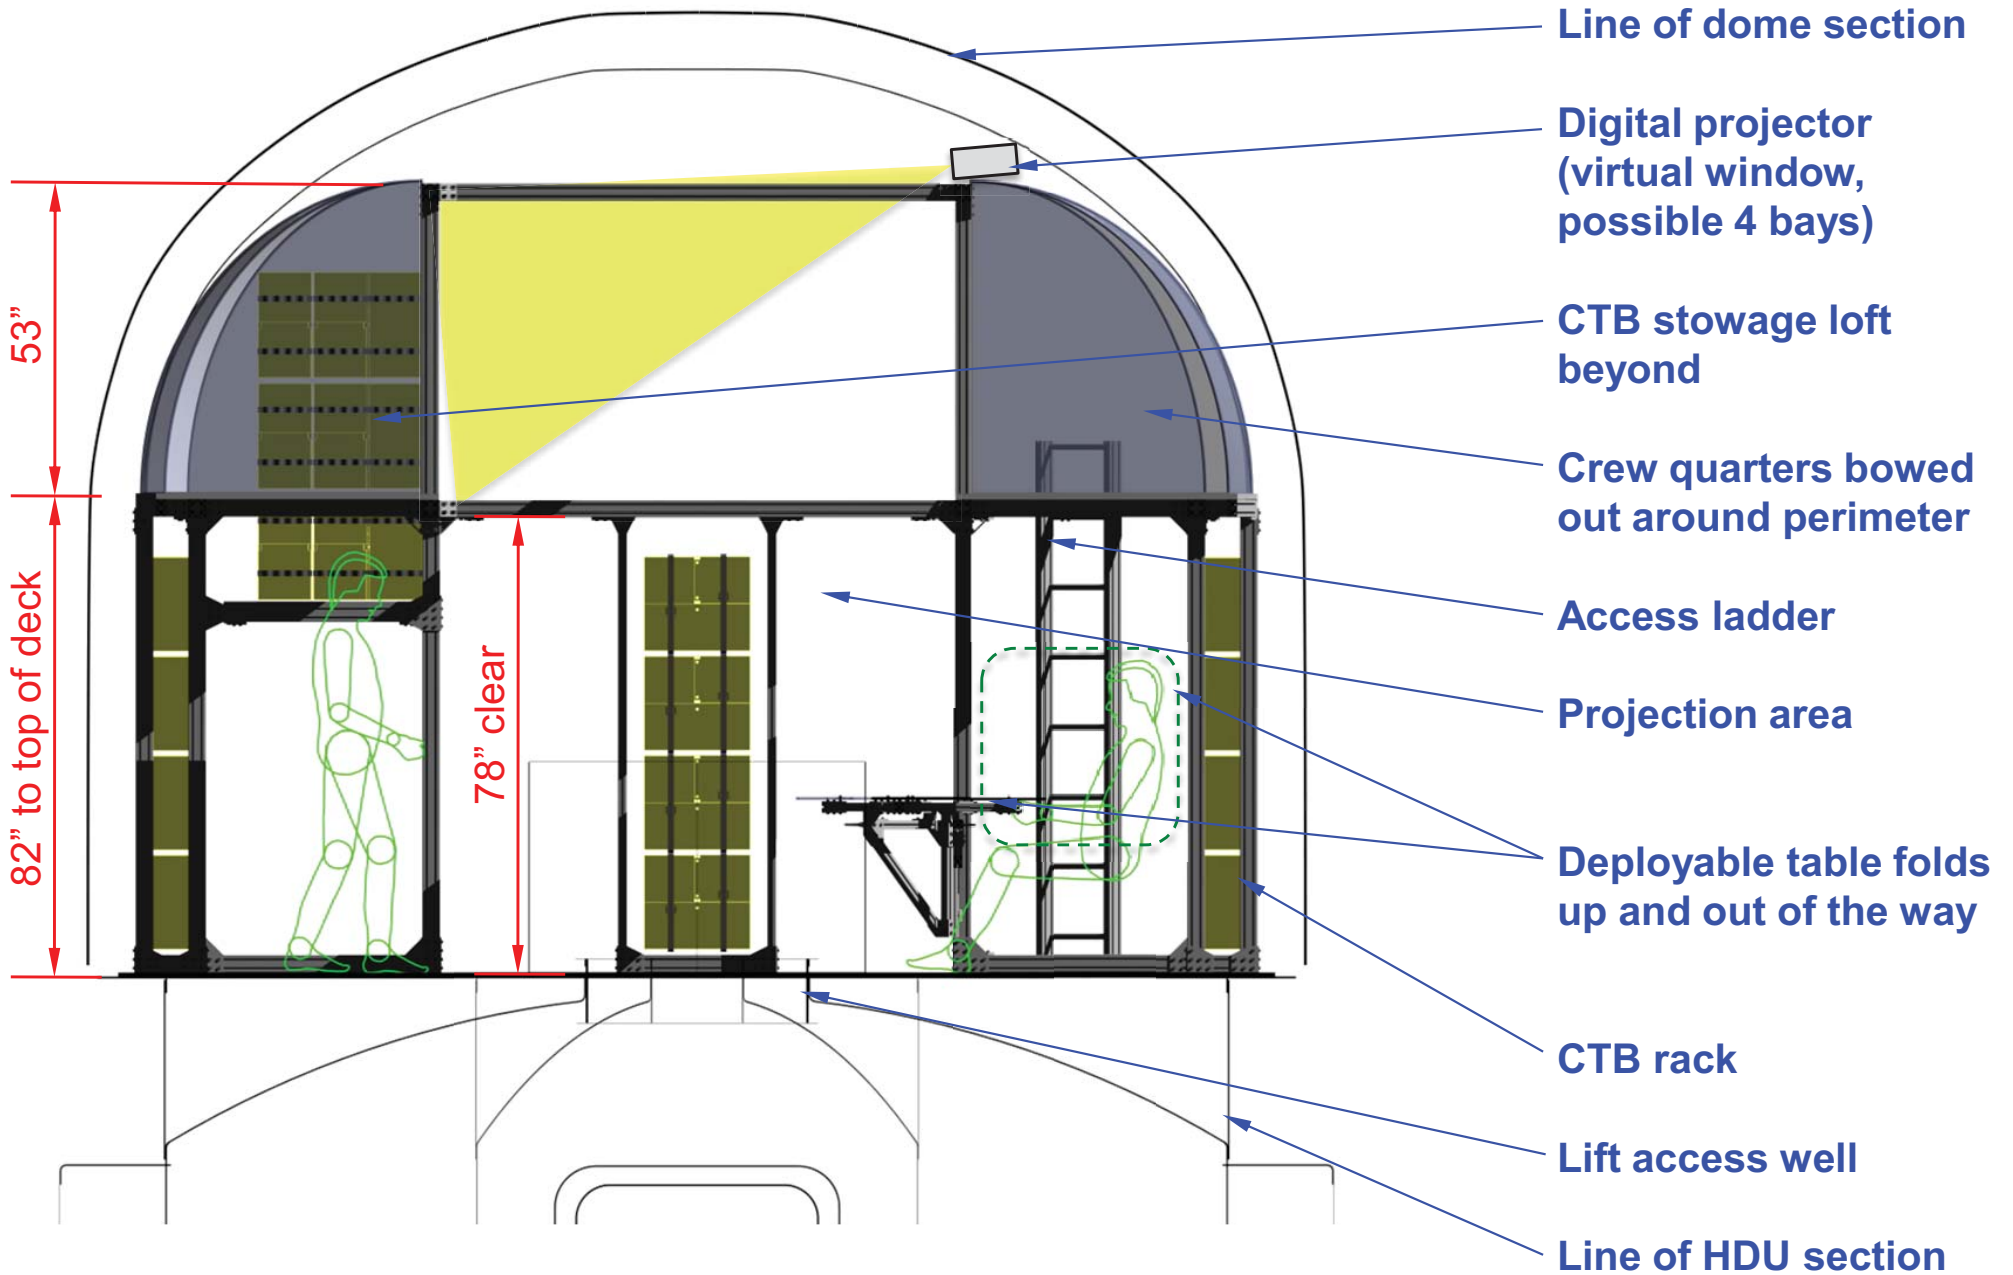 Line of dome section
Digital projector
(virtual window,
possible 4 bays)
CTB stowage loft
beyond
Crew quarters bowed
out around perimeter
Access ladder
Projection area
Deployable table folds
up and out of the way
CTB rack
Lift access well
Line of HDU section
53”
82” to top of deck
78” clear